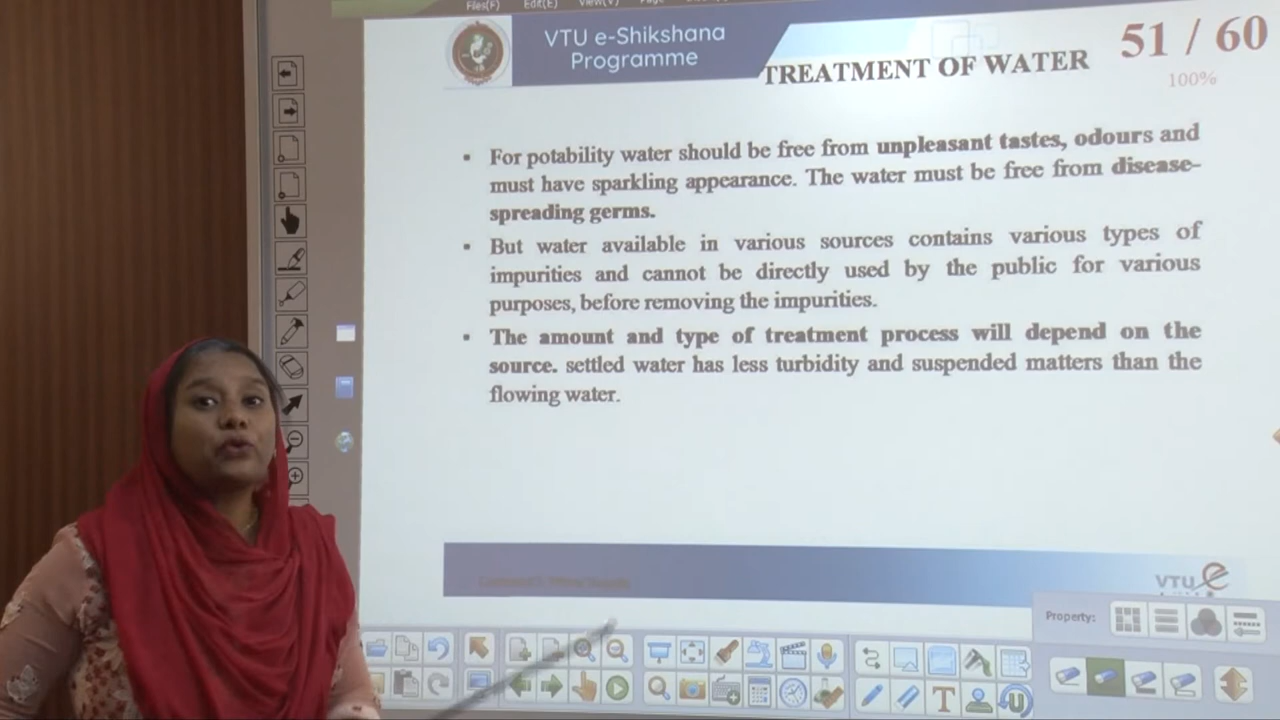 Files(F) Edit(E) View(V)
VTU e-Shikshana
Programme
TREATMENT OF WATER
51 / 60
100%
▪ For potability water should be free from unpleasant tastes, odours and
must have sparkling appearance. The water must be free from disease-
spreading germs.
▪ But water available in various sources contains various types of
impurities and cannot be directly used by the public for various
purposes, before removing the impurities.
▪ The amount and type of treatment process will depend on the
source. settled water has less turbidity and suspended matters than the
flowing water.
VTU e
Property:
T